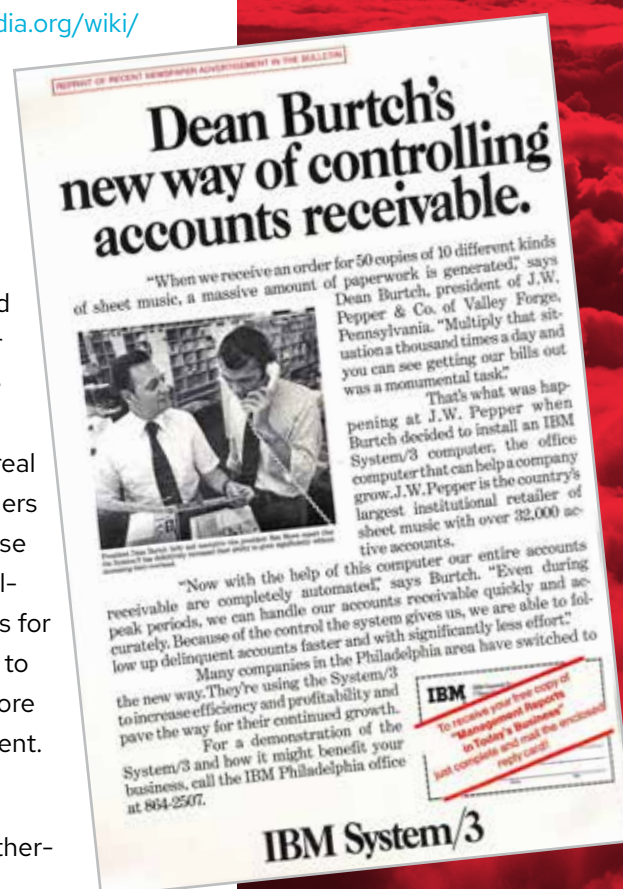 dia.org/wiki/
REPRINT OF RECENT NEWSPAPER ADVERTISEMENT IN THE BULLETIN
Dean Burtch's
new way of controlling
accounts receivable.
"When we receive an order for 50 copies of 10 different kinds
of sheet music, a massive amount of paperwork is generated," says
Dean Burtch, president of J.W.
Pepper & Co. of Valley Forge,
Pennsylvania. "Multiply that sit-
uation a thousand times a day and
you can see getting our bills out
was a monumental task."
That's what was hap-
pening at J.W. Pepper when
Burtch decided to install an IBM
System/3 computer, the office
computer that can help a company
grow. J.W. Pepper is the country's
largest institutional retailer of
sheet music with over 32,000 ac-
tive accounts.
President Dean Burtch (left) and executive vice president
"Now with the help of this computer our entire accounts
receivable are completely automated," says Burtch. "Even during
peak periods, we can handle our accounts receivable quickly and ac-
curately. Because of the control the system gives us, we are able to fol-
low up delinquent accounts faster and with significantly less effort."
Many companies in the Philadelphia area have switched to
the new way. They're using the System/3
to increase efficiency and profitability and
pave the way for their continued growth.
For a demonstration of the
System/3 and how it might benefit your
business, call the IBM Philadelphia office
at 864-2507.
IBM
To receive your free copy of
"Management Reports
in Today's Business"
just complete and mail the enclosed
reply card!
IBM System/3
d
real
ers
se
l-
s for
to
ore
ent.
ther-